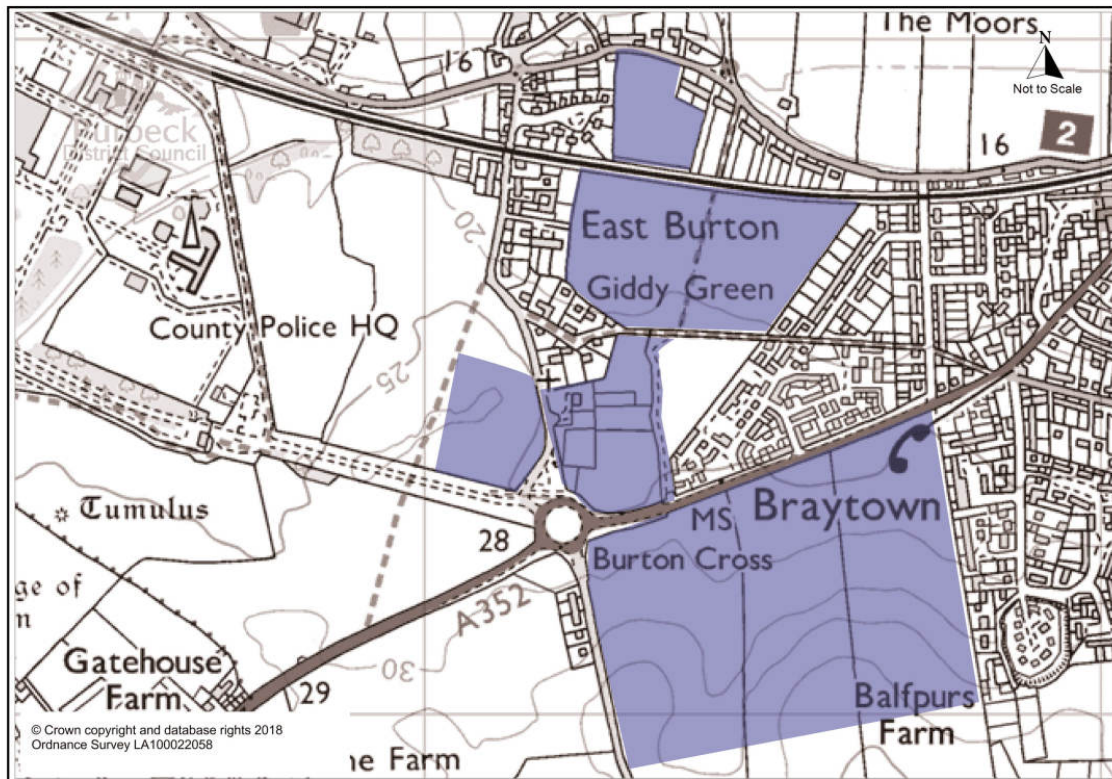 The Moors
N
Not to Scale
16
2
16
Purbeck
District Council
20
East Burton
Giddy Green
County Police HQ
25
Tumulus
28
MS
Braytown
Burton Cross
A 352
30
Gatehouse
Farm
29
Balfpurs
Farm
© Crown copyright and database rights 2018
Ordnance Survey LA100022058
Farm